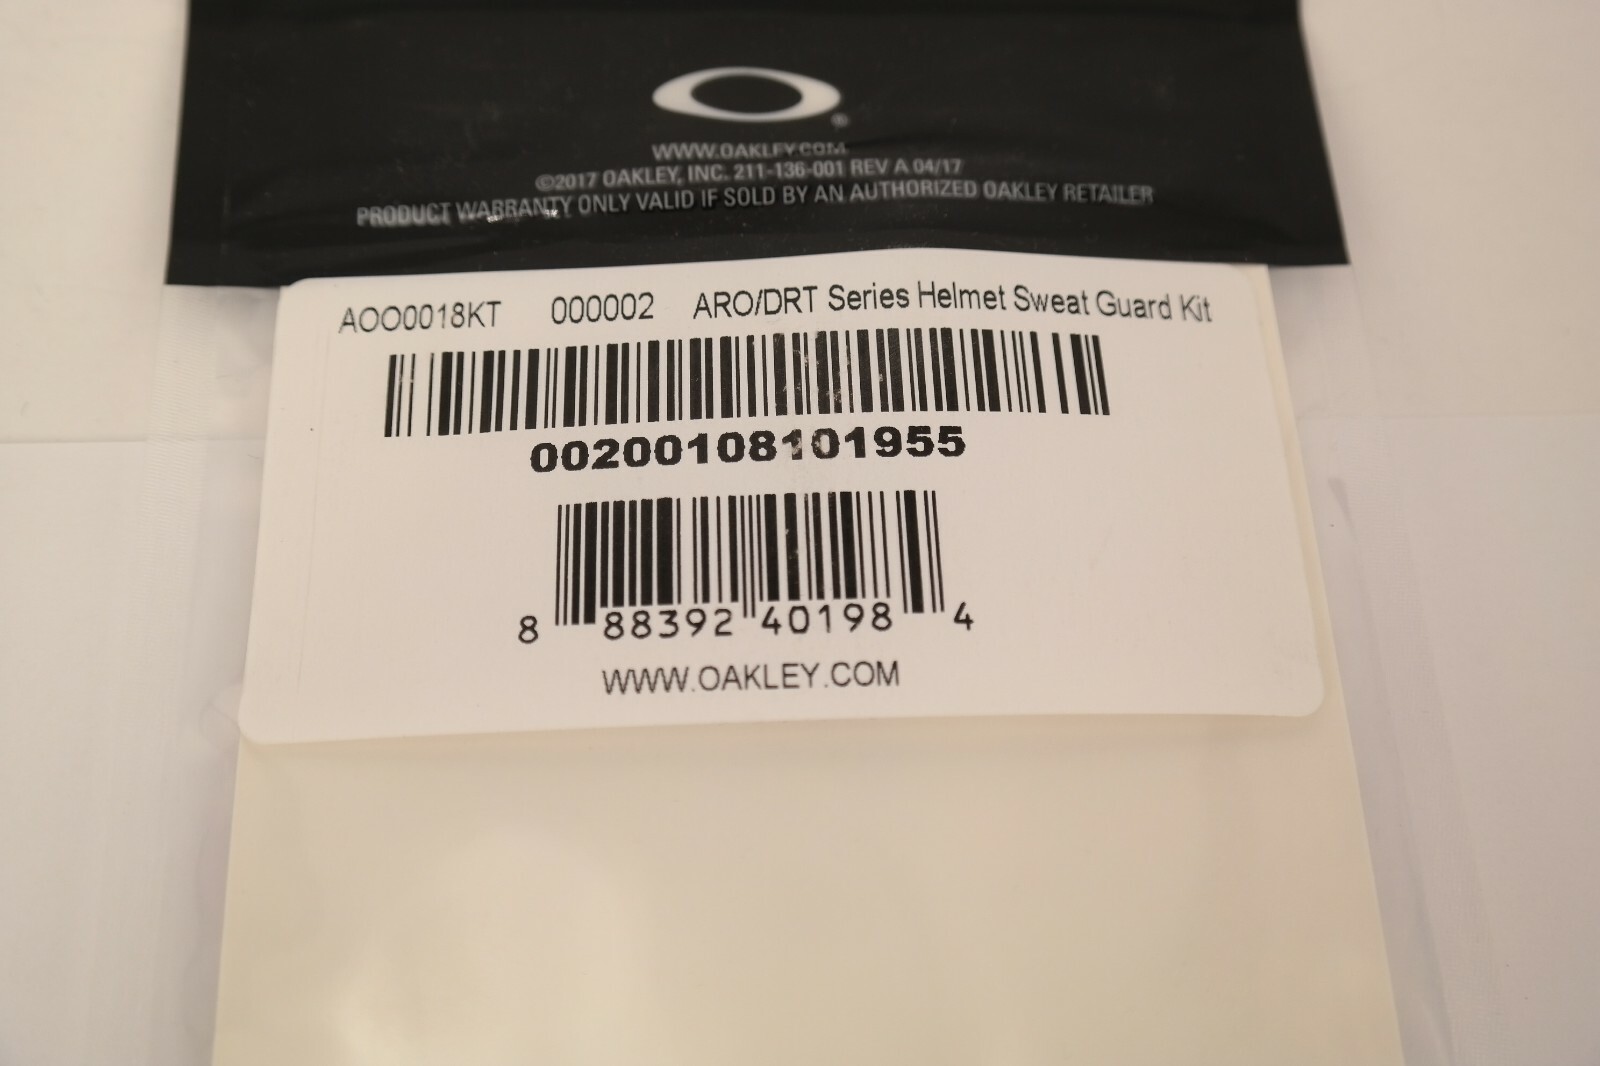 ®
WWW.OAKLEY.COM
©2017 OAKLEY, INC. 211-136-001 REV A 04/17
PRODUCT WARRANTY ONLY VALID IF SOLD BY AN AUTHORIZED OAKLEY RETAILER
AOO0018KT 000002 ARO/DRT Series Helmet Sweat Guard Kit
00200108101955
8 88392 40198 4
WWW.OAKLEY.COM